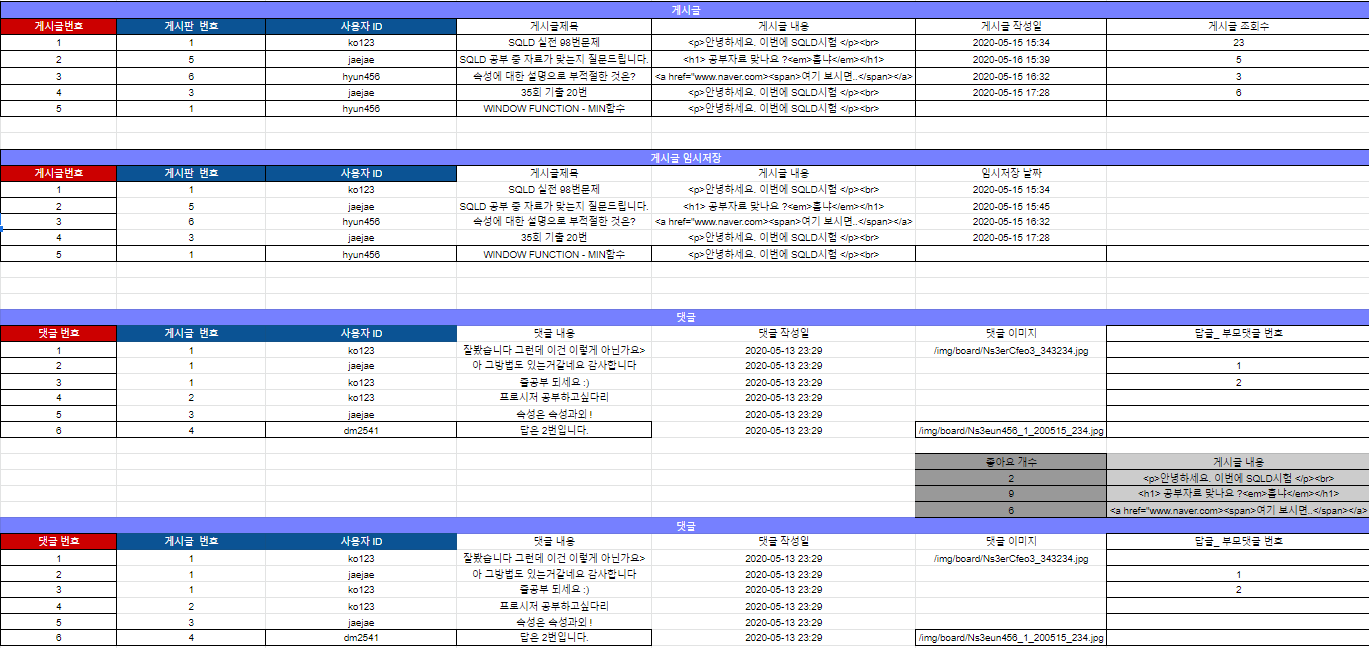 게시글
게시글번호 게시판 번호 사용자 ID 게시글제목 게시글 내용 게시글 작성일 게시글 조회수
1 1 ko123 SQLD 실전 98번문제 <p>안녕하세요. 이번에 SQLD시험 </p><br> 2020-05-15 15:34 23
2 5 jaejae SQLD 공부 중 자료가 맞는지 질문드립니다. <h1> 공부자료 맞나요 ?<em>흠냐</em></h1> 2020-05-16 15:39 5
3 6 hyun456 속성에 대한 설명으로 부적절한 것은? <a href="www.naver.com><span>여기 보시면..</span></a> 2020-05-15 16:32 3
4 3 jaejae 35회 기출 20번 <p>안녕하세요. 이번에 SQLD시험 </p><br> 2020-05-15 17:28 6
5 1 hyun456 WINDOW FUNCTION - MIN함수 <p>안녕하세요. 이번에 SQLD시험 </p><br>
게시글 임시저장
게시글번호 게시판 번호 사용자 ID 게시글제목 게시글 내용 임시저장 날짜
1 1 ko123 SQLD 실전 98번문제 <p>안녕하세요. 이번에 SQLD시험 </p><br> 2020-05-15 15:34
2 5 jaejae SQLD 공부 중 자료가 맞는지 질문드립니다. <h1> 공부자료 맞나요 ?<em>흠냐</em></h1> 2020-05-15 15:45
3 6 hyun456 속성에 대한 설명으로 부적절한 것은? <a href="www.naver.com><span>여기 보시면..</span></a> 2020-05-15 16:32
4 3 jaejae 35회 기출 20번 <p>안녕하세요. 이번에 SQLD시험 </p><br> 2020-05-15 17:28
5 1 hyun456 WINDOW FUNCTION - MIN함수 <p>안녕하세요. 이번에 SQLD시험 </p><br>
댓글
댓글 번호 게시글 번호 사용자 ID 댓글 내용 댓글 작성일 댓글 이미지 답글_ 부모댓글 번호
1 1 ko123 잘봤습니다 그런데 이건 이렇게 아닌가요> 2020-05-13 23:29 /img/board/Ns3erCfeo3_343234.jpg
2 1 jaejae 아 그방법도 있는거같네요 감사합니다 2020-05-13 23:29 1
3 1 ko123 즐공부 되세요 :) 2020-05-13 23:29 2
4 2 ko123 프로시저 공부하고싶다리 2020-05-13 23:29
5 3 jaejae 속성은 속성과외 ! 2020-05-13 23:29
6 4 dm2541 답은 2번입니다. 2020-05-13 23:29 /img/board/Ns3eun456_1_200515_234.jpg
좋아요 개수 게시글 내용
2 <p>안녕하세요. 이번에 SQLD시험 </p><br>
9 <h1> 공부자료 맞나요 ?<em>흠냐</em></h1>
6 <a href="www.naver.com><span>여기 보시면..</span></a>
댓글
댓글 번호 게시글 번호 사용자 ID 댓글 내용 댓글 작성일 댓글 이미지 답글_ 부모댓글 번호
1 1 ko123 잘봤습니다 그런데 이건 이렇게 아닌가요> 2020-05-13 23:29 /img/board/Ns3erCfeo3_343234.jpg
2 1 jaejae 아 그방법도 있는거같네요 감사합니다 2020-05-13 23:29 1
3 1 ko123 즐공부 되세요 :) 2020-05-13 23:29 2
4 2 ko123 프로시저 공부하고싶다리 2020-05-13 23:29
5 3 jaejae 속성은 속성과외 ! 2020-05-13 23:29
6 4 dm2541 답은 2번입니다. 2020-05-13 23:29 /img/board/Ns3eun456_1_200515_234.jpg